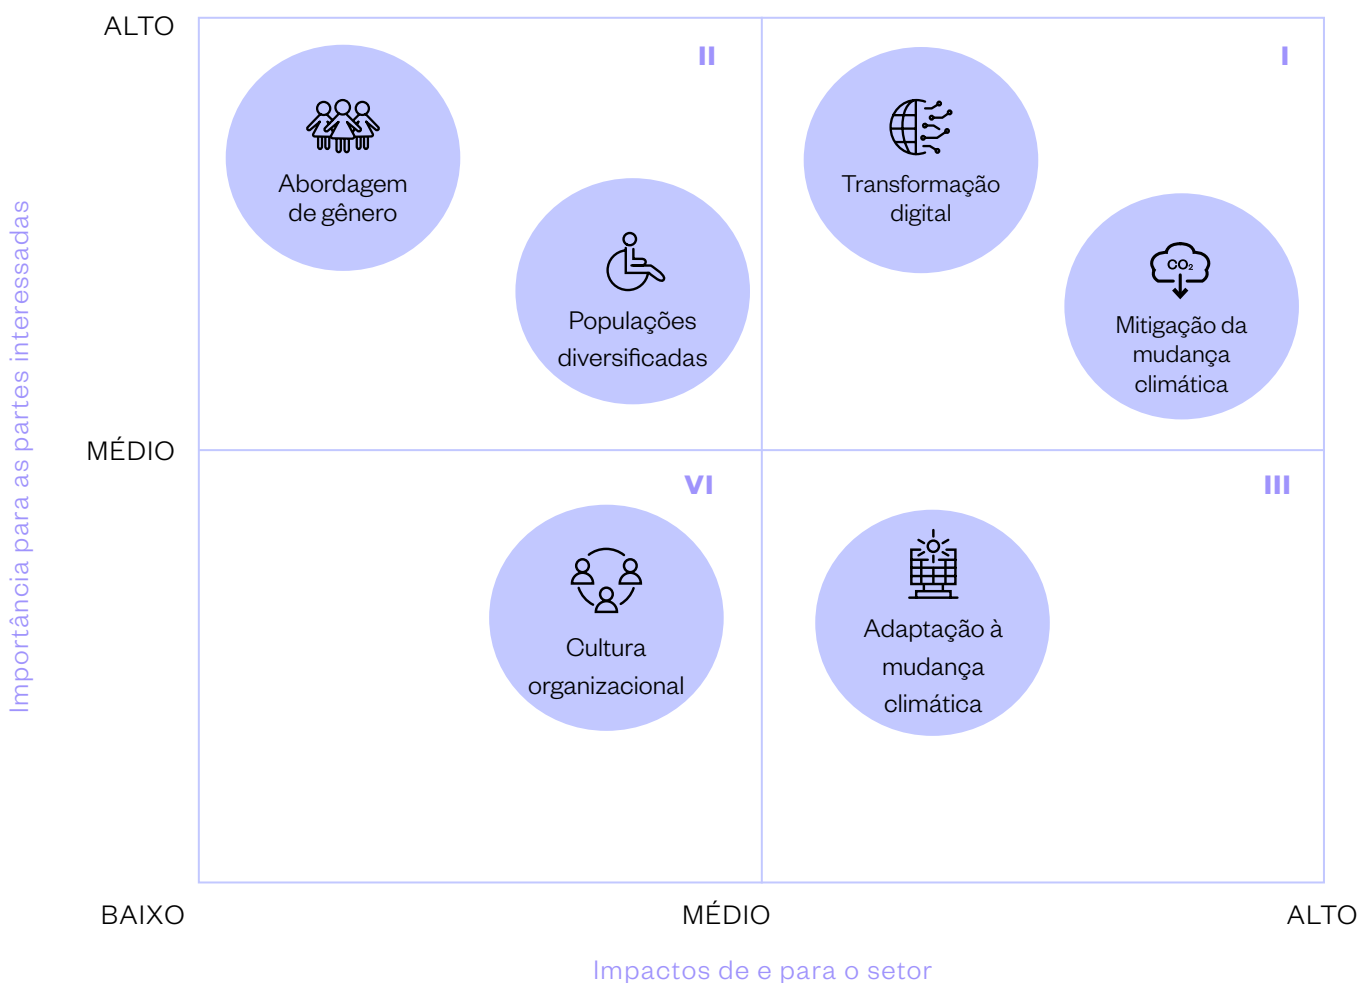 ALTO
II
I
Abordagem
de gênero
Transformação
digital
Populações
diversificadas
CO₂
Mitigação da
mudança
climática
Importância para as partes interessadas
MÉDIO
VI
III
Cultura
organizacional
Adaptação à
mudança
climática
BAIXO
MÉDIO
ALTO
Impactos de e para o setor